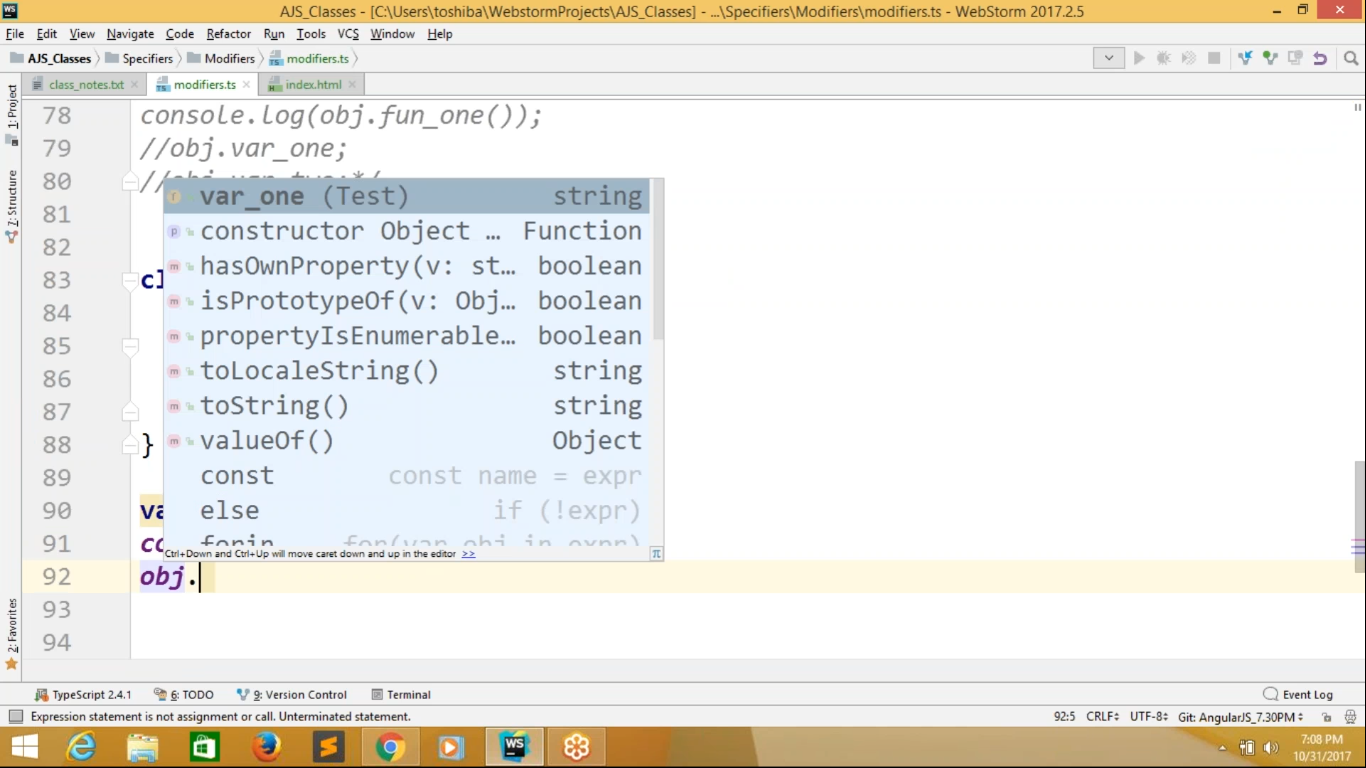 WS AJS_Classes - [C:\Users\toshiba\WebstormProjects\AJS_Classes] - ...\Specifiers\Modifiers\modifiers.ts - WebStorm 2017.2.5
File Edit View Navigate Code Refactor Run Tools VCS Window Help
AJS_Classes Specifiers Modifiers modifiers.ts
1: Project
7: Structure
2: Favorites
class_notes.txt modifiers.ts index.html
78 console.log(obj.fun_one());
79 //obj.var_one;
80 //
var_one (Test) string
81
constructor Object … Function
82
hasOwnProperty(v: st… boolean
83 cl
isPrototypeOf(v: Obj… boolean
84
propertyIsEnumerable… boolean
85
toLocaleString() string
86
toString() string
87
valueOf() Object
88 }
const const name = expr
89
else if (!expr)
90 va
forin for(var obj in expr)
91 co
Ctrl+Down and Ctrl+Up will move caret down and up in the editor >> π
92 obj.
93
94
TypeScript 2.4.1 6: TODO 9: Version Control Terminal Event Log
Expression statement is not assignment or call. Unterminated statement. 92:5 CRLF UTF-8 Git: AngularJS_7.30PM
7:08 PM
10/31/2017